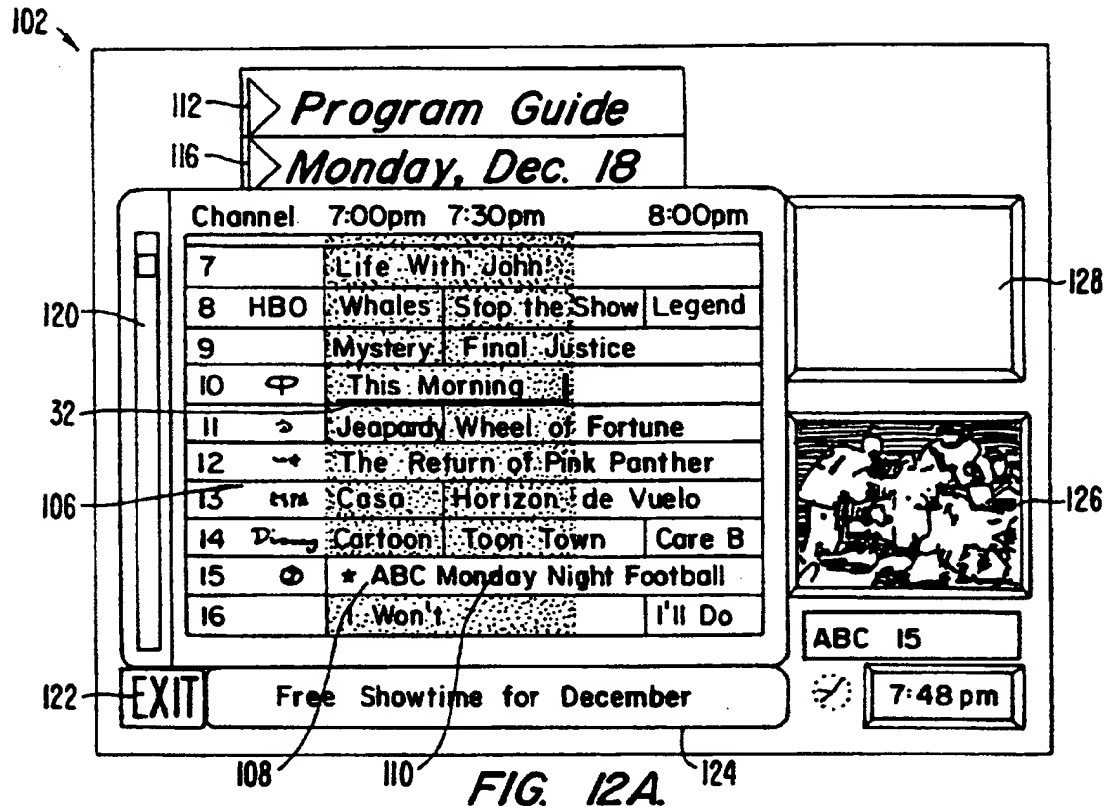 102
112
Program Guide
116
Monday, Dec. 18
Channel 7:00pm 7:30pm 8:00pm
7 Life With John
8 HBO Whales Stop the Show Legend
128
120
9 Mystery Final Justice
10 This Morning
32
11 Jeapardy Wheel of Fortune
12 The Return of Pink Panther
106
13 Casa Horizon de Vuelo
126
14 Disney Cartoon Toon Town Care B
15 ★ ABC Monday Night Football
16 I Won't I'll Do
ABC 15
122
EXIT
Free Showtime for December
7:48 pm
108
110
124
FIG. 12A.